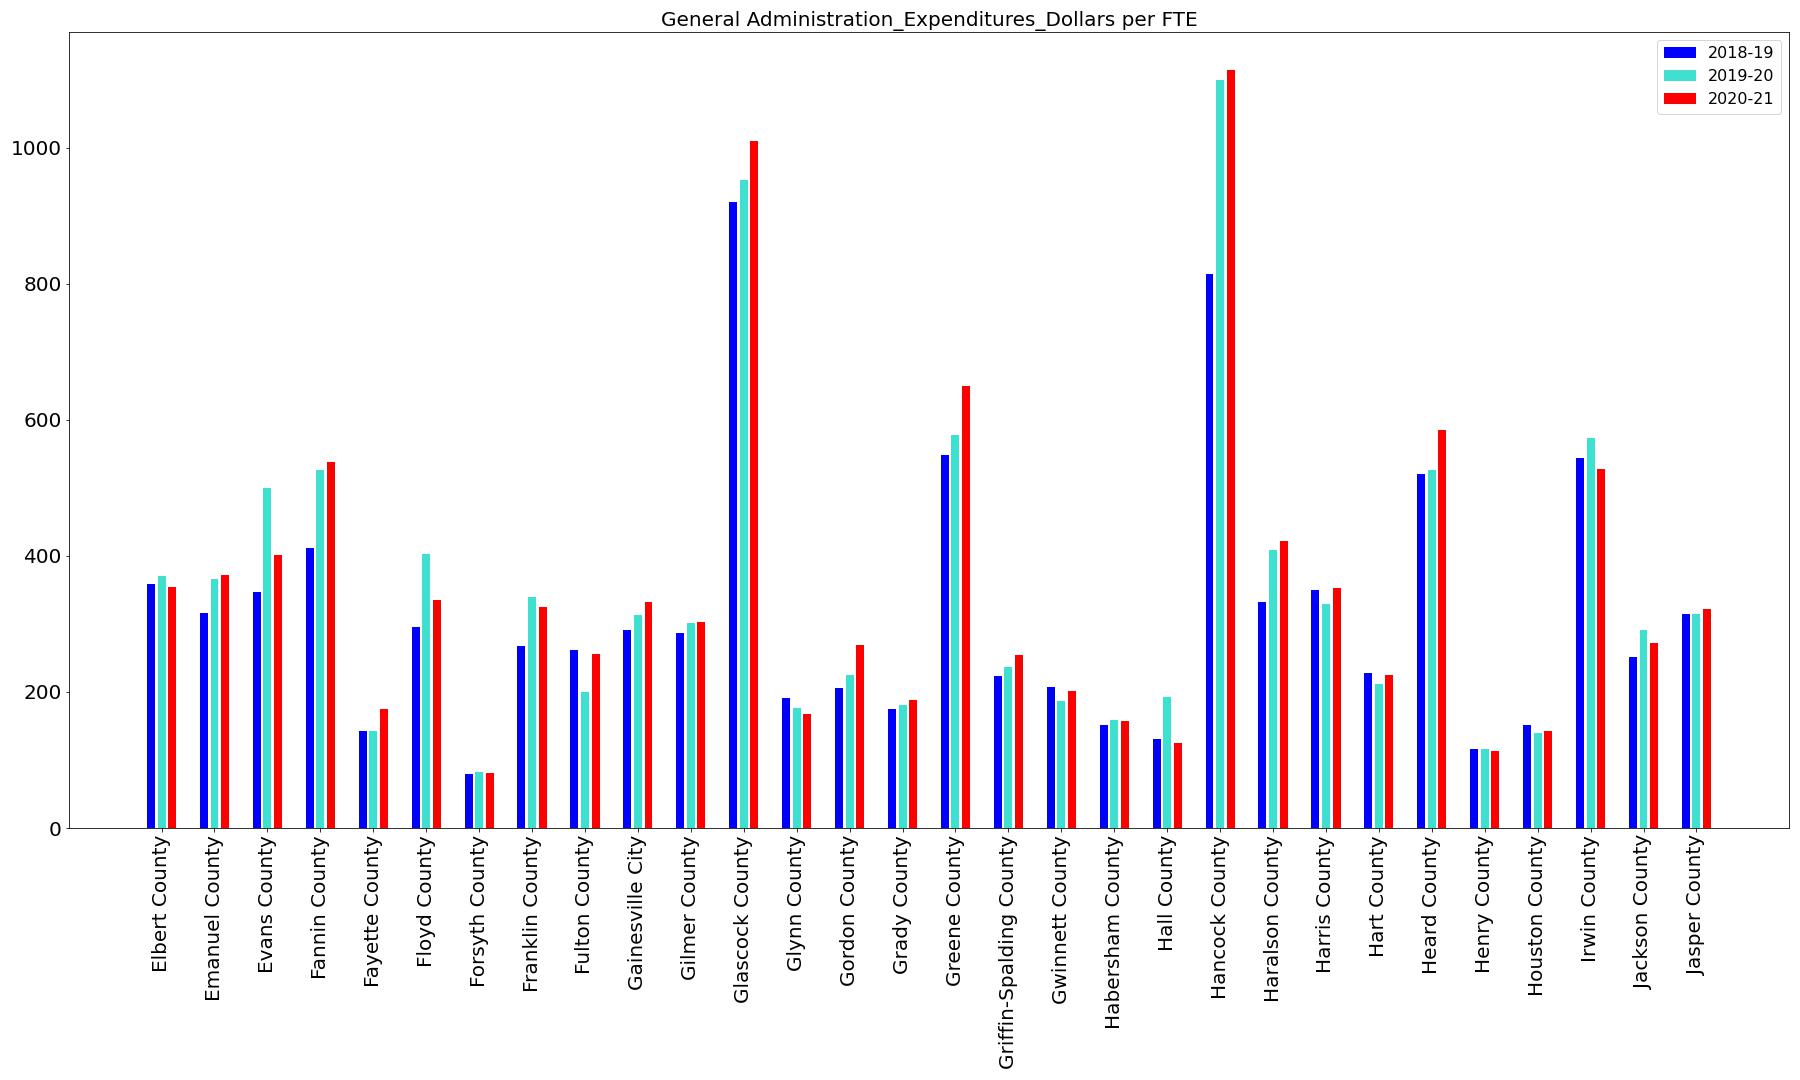 General Administration_Expenditures_Dollars per FTE
2018-19
2019-20
2020-21
1000
800
600
400
200
0
Elbert County
Emanuel County
Evans County
Fannin County
Fayette County
Floyd County
Forsyth County
Franklin County
Fulton County
Gainesville City
Gilmer County
Glascock County
Glynn County
Gordon County
Grady County
Greene County
Griffin-Spalding County
Gwinnett County
Habersham County
Hall County
Hancock County
Haralson County
Harris County
Hart County
Heard County
Henry County
Houston County
Irwin County
Jackson County
Jasper County